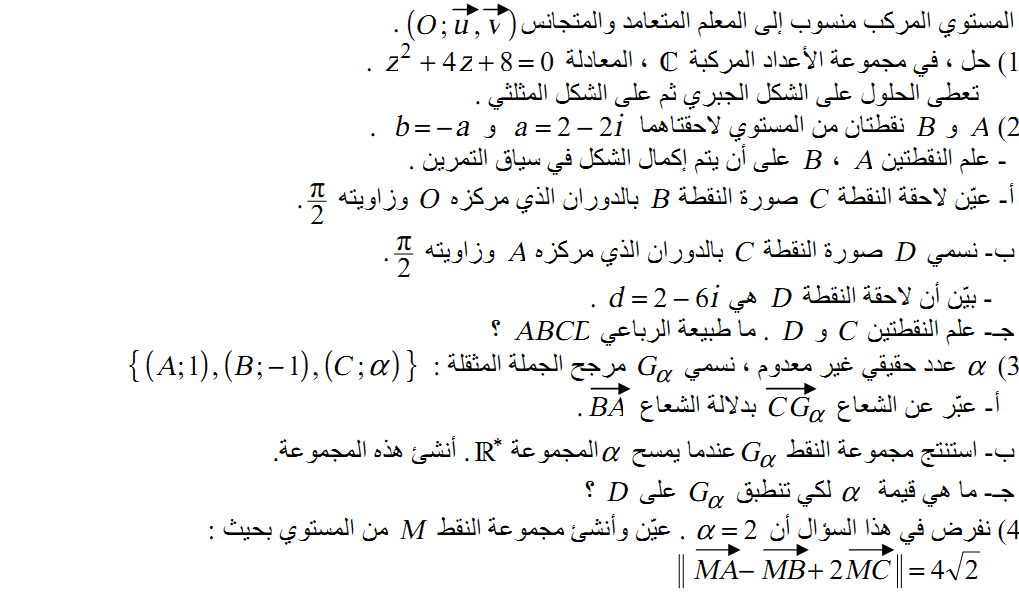 المستوي المركب منسوب إلى المعلم المتعامد والمتجانس (O; u⃗, v⃗) .
1) حل ، في مجموعة الأعداد المركبة ℂ ، المعادلة z² + 4z + 8 = 0 .
تعطى الحلول على الشكل الجبري ثم على الشكل المثلثي .
2) A و B نقطتان من المستوي لاحقتاهما a = 2 − 2i و b = −a .
- علم النقطتين A ، B على أن يتم إكمال الشكل في سياق التمرين .
أ- عيّن لاحقة النقطة C صورة النقطة B بالدوران الذي مركزه O وزاويته π/2 .
ب- نسمي D صورة النقطة C بالدوران الذي مركزه A وزاويته π/2 .
- بيّن أن لاحقة النقطة D هي d = 2 − 6i .
جـ- علم النقطتين C و D . ما طبيعة الرباعي ABCD ؟
3) α عدد حقيقي غير معدوم ، نسمي Gα مرجح الجملة المثقلة : {(A;1),(B;−1),(C;α)}
أ- عبّر عن الشعاع CGα⃗ بدلالة الشعاع BA⃗ .
ب- استنتج مجموعة النقط Gα عندما يمسح α المجموعة ℝ* . أنشئ هذه المجموعة.
جـ- ما هي قيمة α لكي تنطبق Gα على D ؟
4) نفرض في هذا السؤال أن α = 2 . عيّن وأنشئ مجموعة النقط M من المستوي بحيث :
‖MA⃗ − MB⃗ + 2MC⃗‖ = 4√2